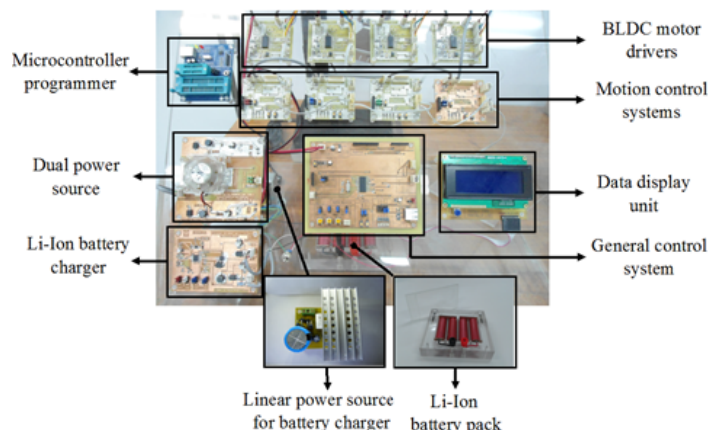 BLDC motor
drivers
Microcontroller
programmer
Motion control
systems
Dual power
source
Data display
unit
Li-Ion battery
charger
General control
system
Linear power source
for battery charger
Li-Ion
battery pack